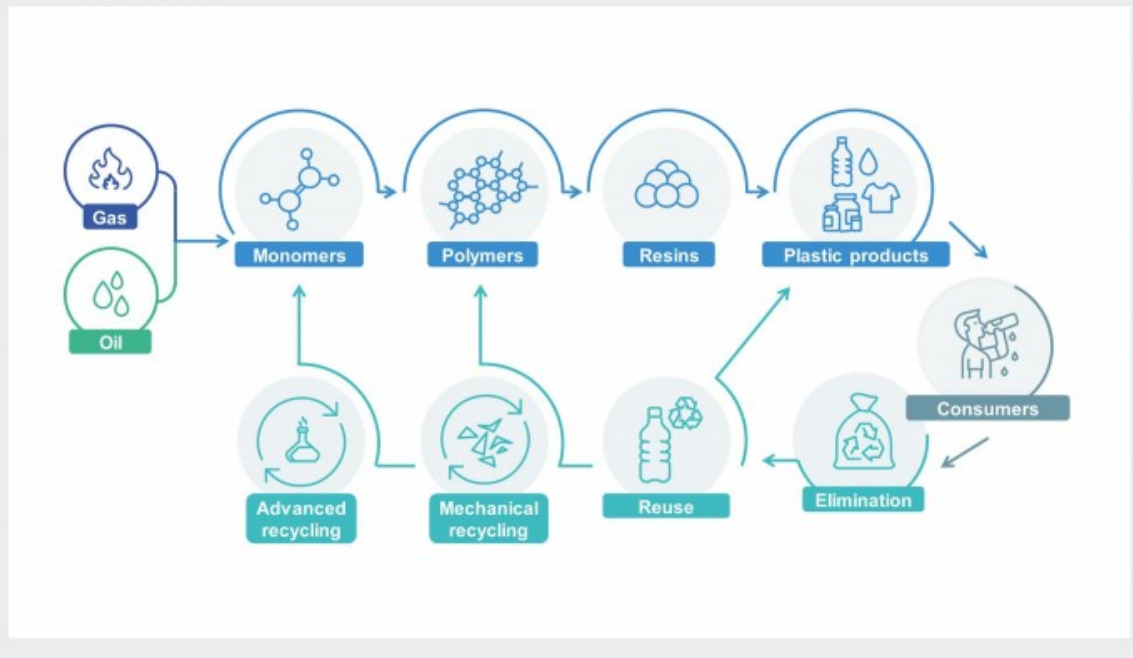 Gas
Oil
Monomers
Polymers
Resins
Plastic products
Consumers
Elimination
Reuse
Mechanical
recycling
Advanced
recycling